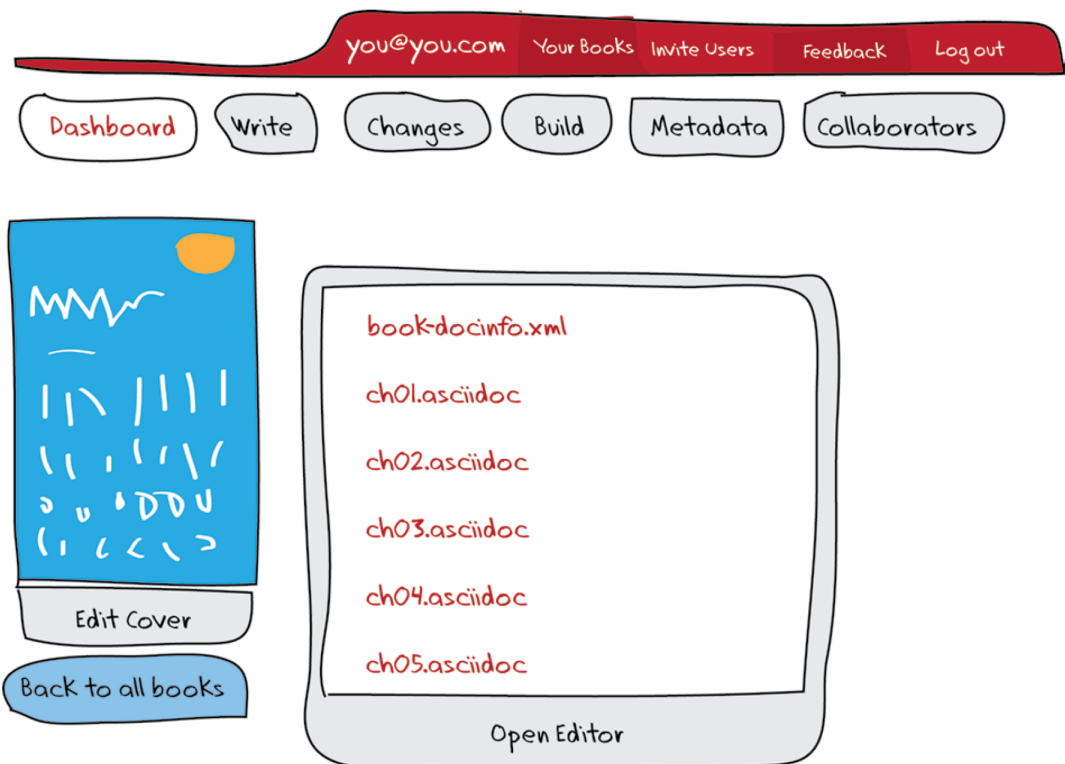 you@you.com Your Books Invite Users Feedback Log out
Dashboard Write Changes Build Metadata Collaborators
book-docinfo.xml
ch01.asciidoc
ch02.asciidoc
ch03.asciidoc
ch04.asciidoc
ch05.asciidoc
Open Editor
Edit Cover
Back to all books